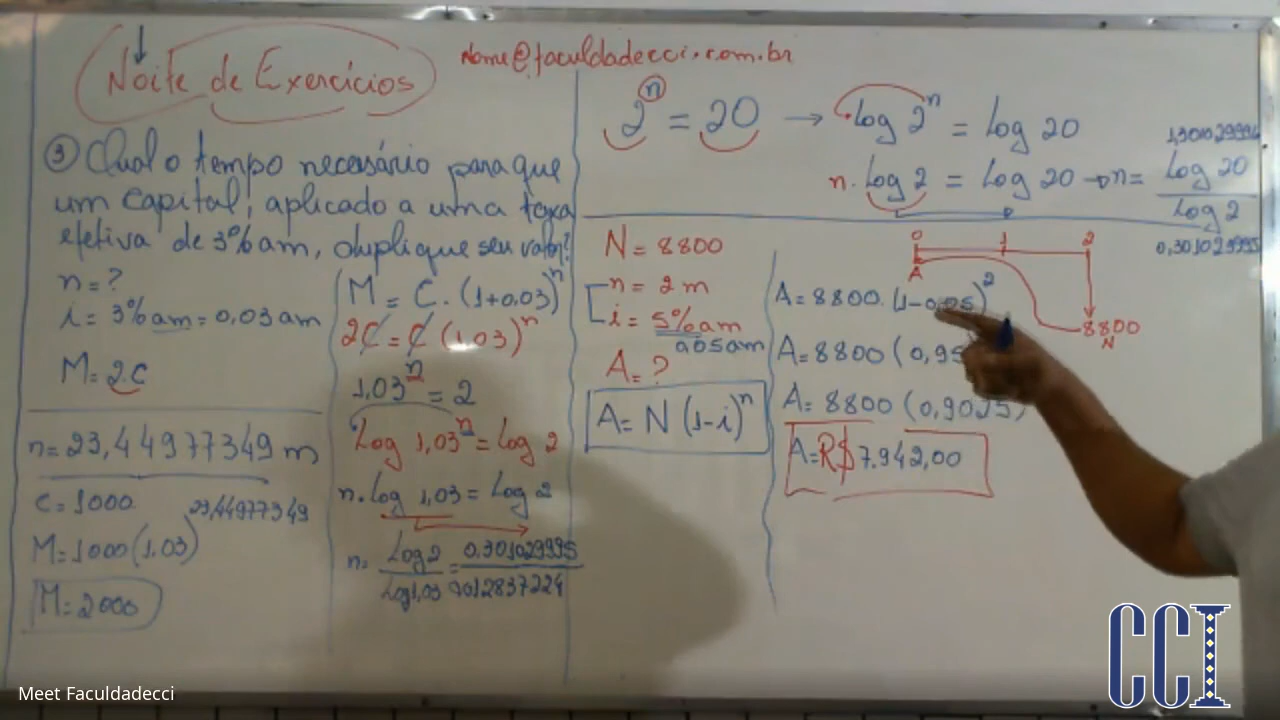 Noite de Exercícios
nome@faculdadecci.com.br
③ Qual o tempo necessário para que
um capital, aplicado a uma taxa
efetiva de 3% am, duplique seu valor?
n = ?
i = 3% am = 0,03 am
M = 2.C
n = 23,44977349 m
C = 1000
23,44977349
M = 1000 (1.03)
M = 2000
M = C. (1+0,03)^n
2C = C (1,03)^n
1,03^n = 2
Log 1,03^n = Log 2
n. log 1,03 = Log 2
n = Log 2 / Log 1,03 = 0,301029995 / 0,012837224
2^n = 20 → log 2^n = log 20
1,301029996
n. log 2 = log 20 → n = Log 20 / Log 2
0,301029995
N = 8800
n = 2 m
i = 5% am
0,05 am
A = ?
A = N (1-i)^n
0 1 2
A
8800
N
A = 8800. (1-0,05)^2
A = 8800 (0,95
A = 8800 (0,9025)
A = R$ 7.942,00
CCI
Meet Faculdadecci